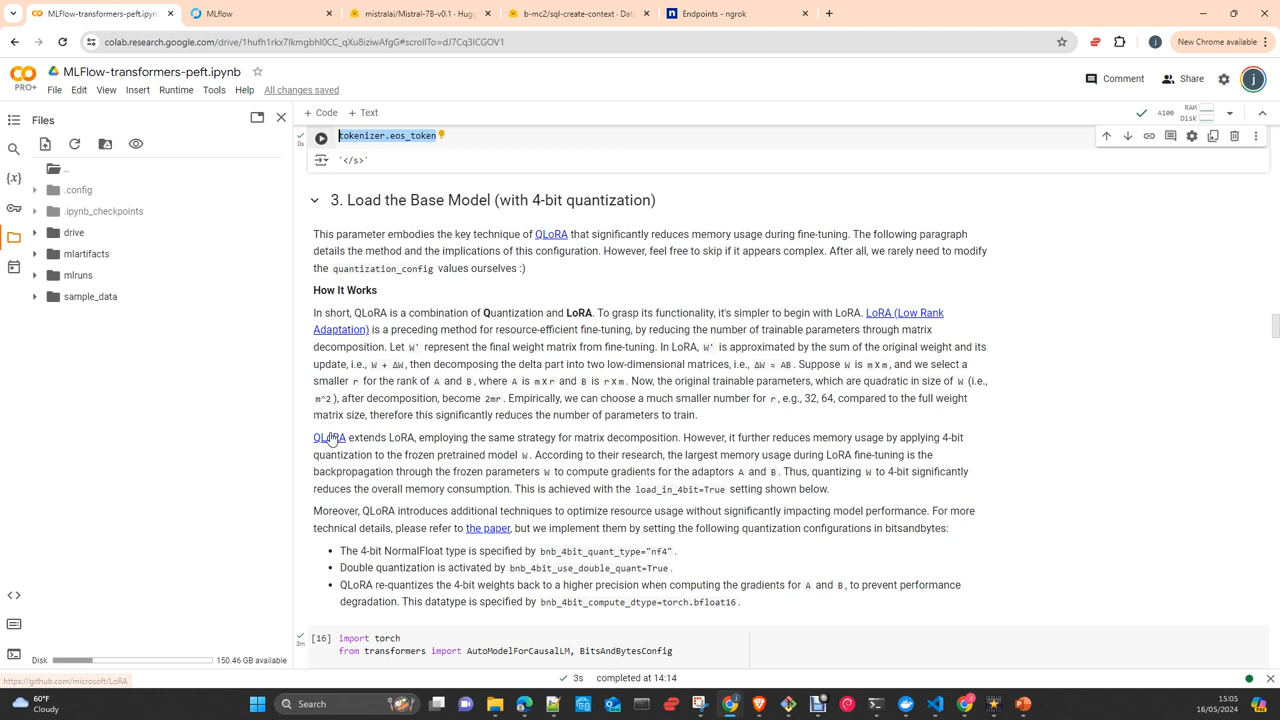 MLFlow-transformers-peft.ipynb
MLflow
mistralai/Mistral-7B-v0.1 - Hugg
b-mc2/sql-create-context · Data
Endpoints - ngrok
colab.research.google.com/drive/1hufh1rkx7lkmgbhl0CC_qXu8iziwAfgG#scrollTo=dJ7Cq3lCGOV1
New Chrome available
PRO+
MLFlow-transformers-peft.ipynb
File Edit View Insert Runtime Tools Help All changes saved
Comment
Share
j
Files
+ Code + Text
A100
RAM
Disk
..
.config
.ipynb_checkpoints
drive
mlartifacts
mlruns
sample_data
Disk
150.46 GB available
0s
tokenizer.eos_token
'</s>'
3. Load the Base Model (with 4-bit quantization)
This parameter embodies the key technique of QLoRA that significantly reduces memory usage during fine-tuning. The following paragraph
details the method and the implications of this configuration. However, feel free to skip if it appears complex. After all, we rarely need to modify
the quantization_config values ourselves :)
How It Works
In short, QLoRA is a combination of Quantization and LoRA. To grasp its functionality, it's simpler to begin with LoRA. LoRA (Low Rank
Adaptation) is a preceding method for resource-efficient fine-tuning, by reducing the number of trainable parameters through matrix
decomposition. Let W' represent the final weight matrix from fine-tuning. In LoRA, W' is approximated by the sum of the original weight and its
update, i.e., W + ΔW, then decomposing the delta part into two low-dimensional matrices, i.e., ΔW ≈ AB. Suppose W is mXm, and we select a
smaller r for the rank of A and B, where A is mXr and B is rXm. Now, the original trainable parameters, which are quadratic in size of W (i.e.,
m^2), after decomposition, become 2mr. Empirically, we can choose a much smaller number for r, e.g., 32, 64, compared to the full weight
matrix size, therefore this significantly reduces the number of parameters to train.
QLoRA extends LoRA, employing the same strategy for matrix decomposition. However, it further reduces memory usage by applying 4-bit
quantization to the frozen pretrained model W. According to their research, the largest memory usage during LoRA fine-tuning is the
backpropagation through the frozen parameters W to compute gradients for the adaptors A and B. Thus, quantizing W to 4-bit significantly
reduces the overall memory consumption. This is achieved with the load_in_4bit=True setting shown below.
Moreover, QLoRA introduces additional techniques to optimize resource usage without significantly impacting model performance. For more
technical details, please refer to the paper, but we implement them by setting the following quantization configurations in bitsandbytes:
• The 4-bit NormalFloat type is specified by bnb_4bit_quant_type="nf4".
• Double quantization is activated by bnb_4bit_use_double_quant=True.
• QLoRA re-quantizes the 4-bit weights back to a higher precision when computing the gradients for A and B, to prevent performance
degradation. This datatype is specified by bnb_4bit_compute_dtype=torch.bfloat16.
3m
[16] import torch
from transformers import AutoModelForCausalLM, BitsAndBytesConfig
https://github.com/microsoft/LoRA
3s completed at 14:14
60°F
Cloudy
Search
15:05
16/05/2024